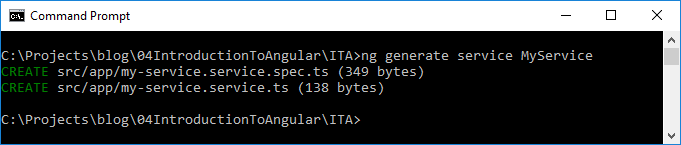 Command Prompt
C:\Projects\blog\04IntroductionToAngular\ITA>ng generate service MyService
CREATE src/app/my-service.service.spec.ts (349 bytes)
CREATE src/app/my-service.service.ts (138 bytes)
C:\Projects\blog\04IntroductionToAngular\ITA>